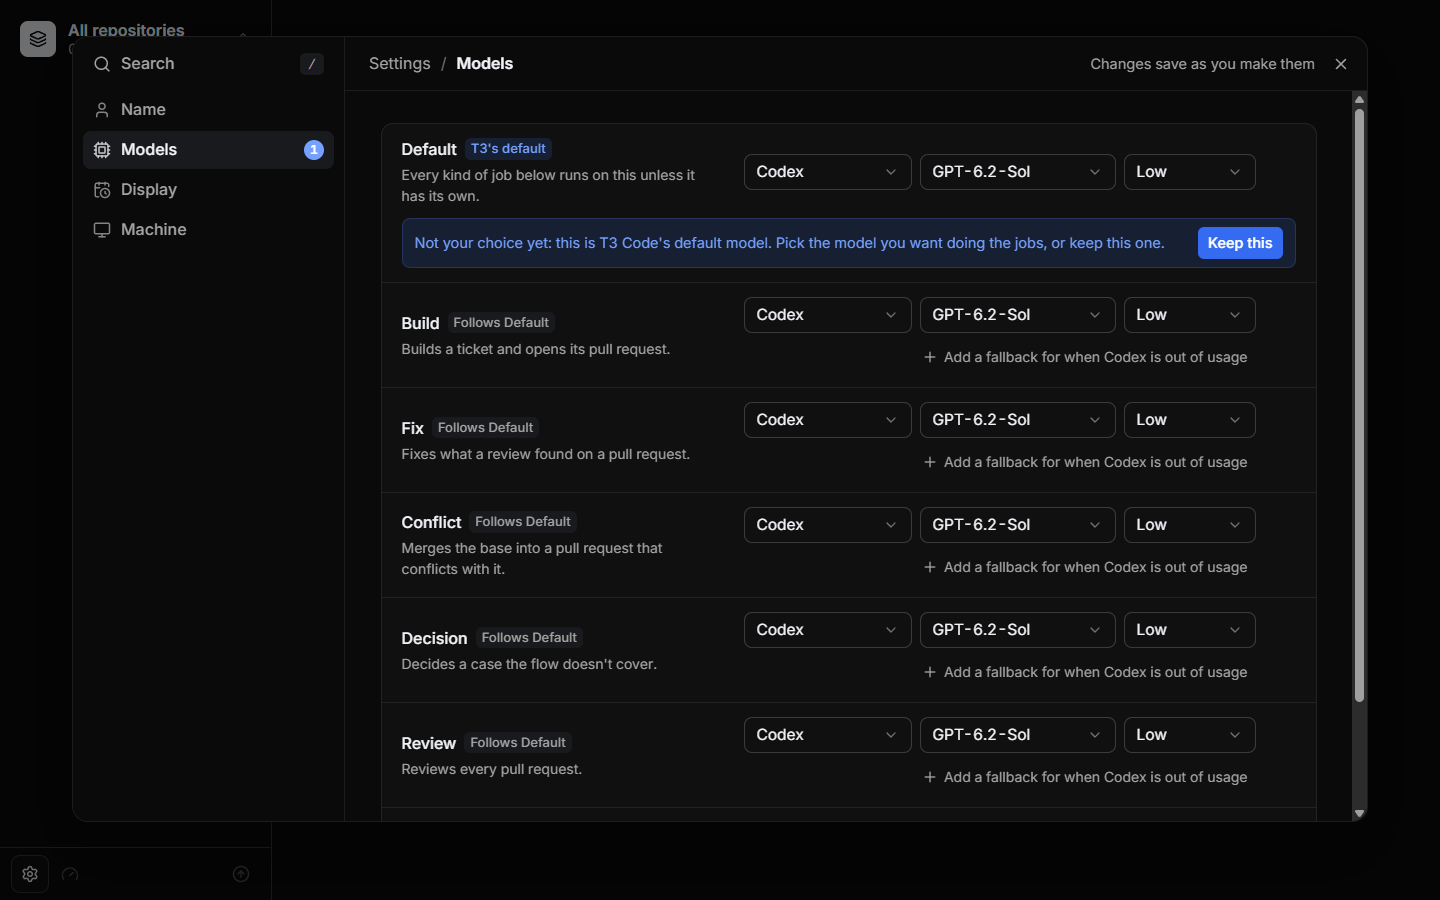 All repositories
Search
/
Name
Models
1
Display
Machine
Settings / Models
Changes save as you make them
Default
T3's default
Every kind of job below runs on this unless it
has its own.
Codex
GPT-6.2-Sol
Low
Not your choice yet: this is T3 Code's default model. Pick the model you want doing the jobs, or keep this one.
Keep this
Build
Follows Default
Builds a ticket and opens its pull request.
Codex
GPT-6.2-Sol
Low
+ Add a fallback for when Codex is out of usage
Fix
Follows Default
Fixes what a review found on a pull request.
Codex
GPT-6.2-Sol
Low
+ Add a fallback for when Codex is out of usage
Conflict
Follows Default
Merges the base into a pull request that
conflicts with it.
Codex
GPT-6.2-Sol
Low
+ Add a fallback for when Codex is out of usage
Decision
Follows Default
Decides a case the flow doesn't cover.
Codex
GPT-6.2-Sol
Low
+ Add a fallback for when Codex is out of usage
Review
Follows Default
Reviews every pull request.
Codex
GPT-6.2-Sol
Low
+ Add a fallback for when Codex is out of usage